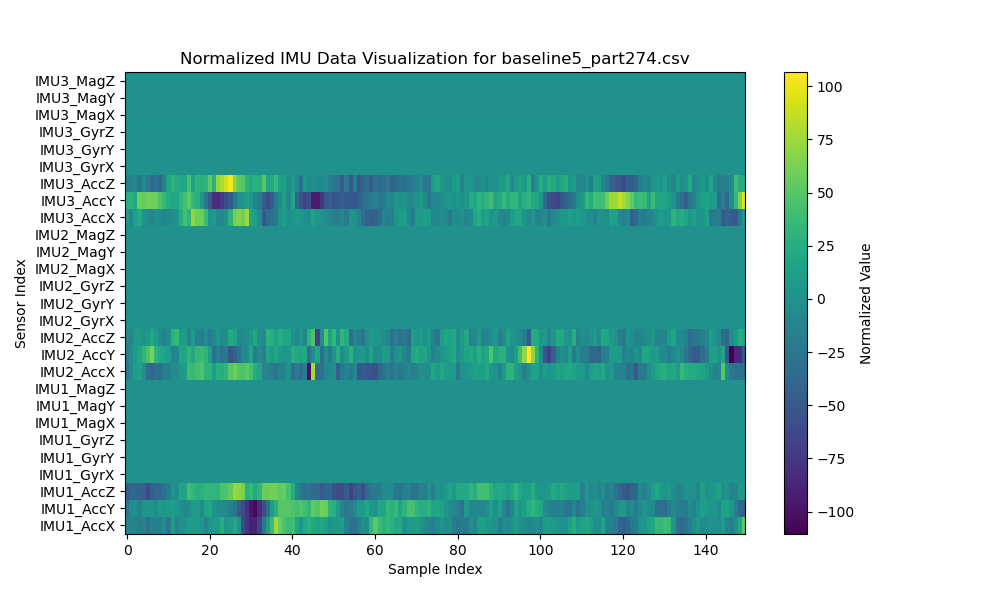 Normalized IMU Data Visualization for baseline5_part274.csv
IMU3_MagZ
IMU3_MagY
IMU3_MagX
IMU3_GyrZ
IMU3_GyrY
IMU3_GyrX
IMU3_AccZ
IMU3_AccY
IMU3_AccX
IMU2_MagZ
IMU2_MagY
IMU2_MagX
IMU2_GyrZ
IMU2_GyrY
IMU2_GyrX
IMU2_AccZ
IMU2_AccY
IMU2_AccX
IMU1_MagZ
IMU1_MagY
IMU1_MagX
IMU1_GyrZ
IMU1_GyrY
IMU1_GyrX
IMU1_AccZ
IMU1_AccY
IMU1_AccX
Sensor Index
0 20 40 60 80 100 120 140
Sample Index
100
75
50
25
0
−25
−50
−75
−100
Normalized Value